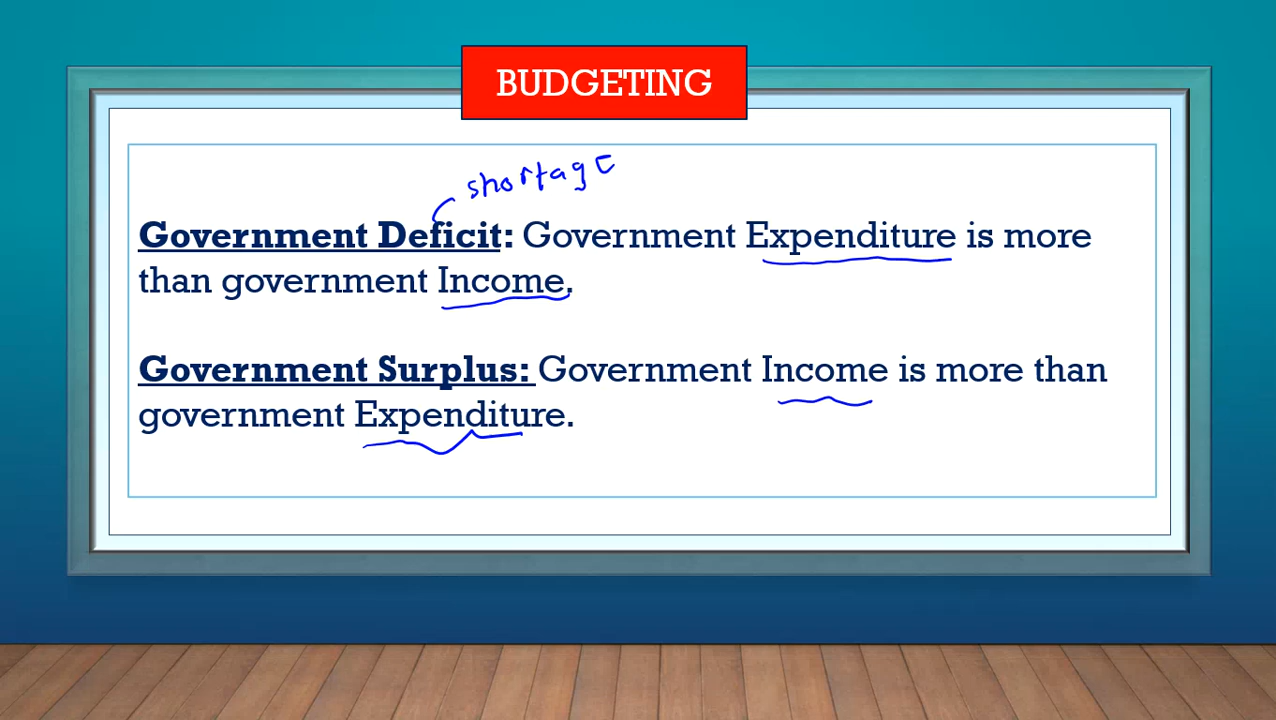 BUDGETING
shortage
Government Deficit: Government Expenditure is more
than government Income.
Government Surplus: Government Income is more than
government Expenditure.